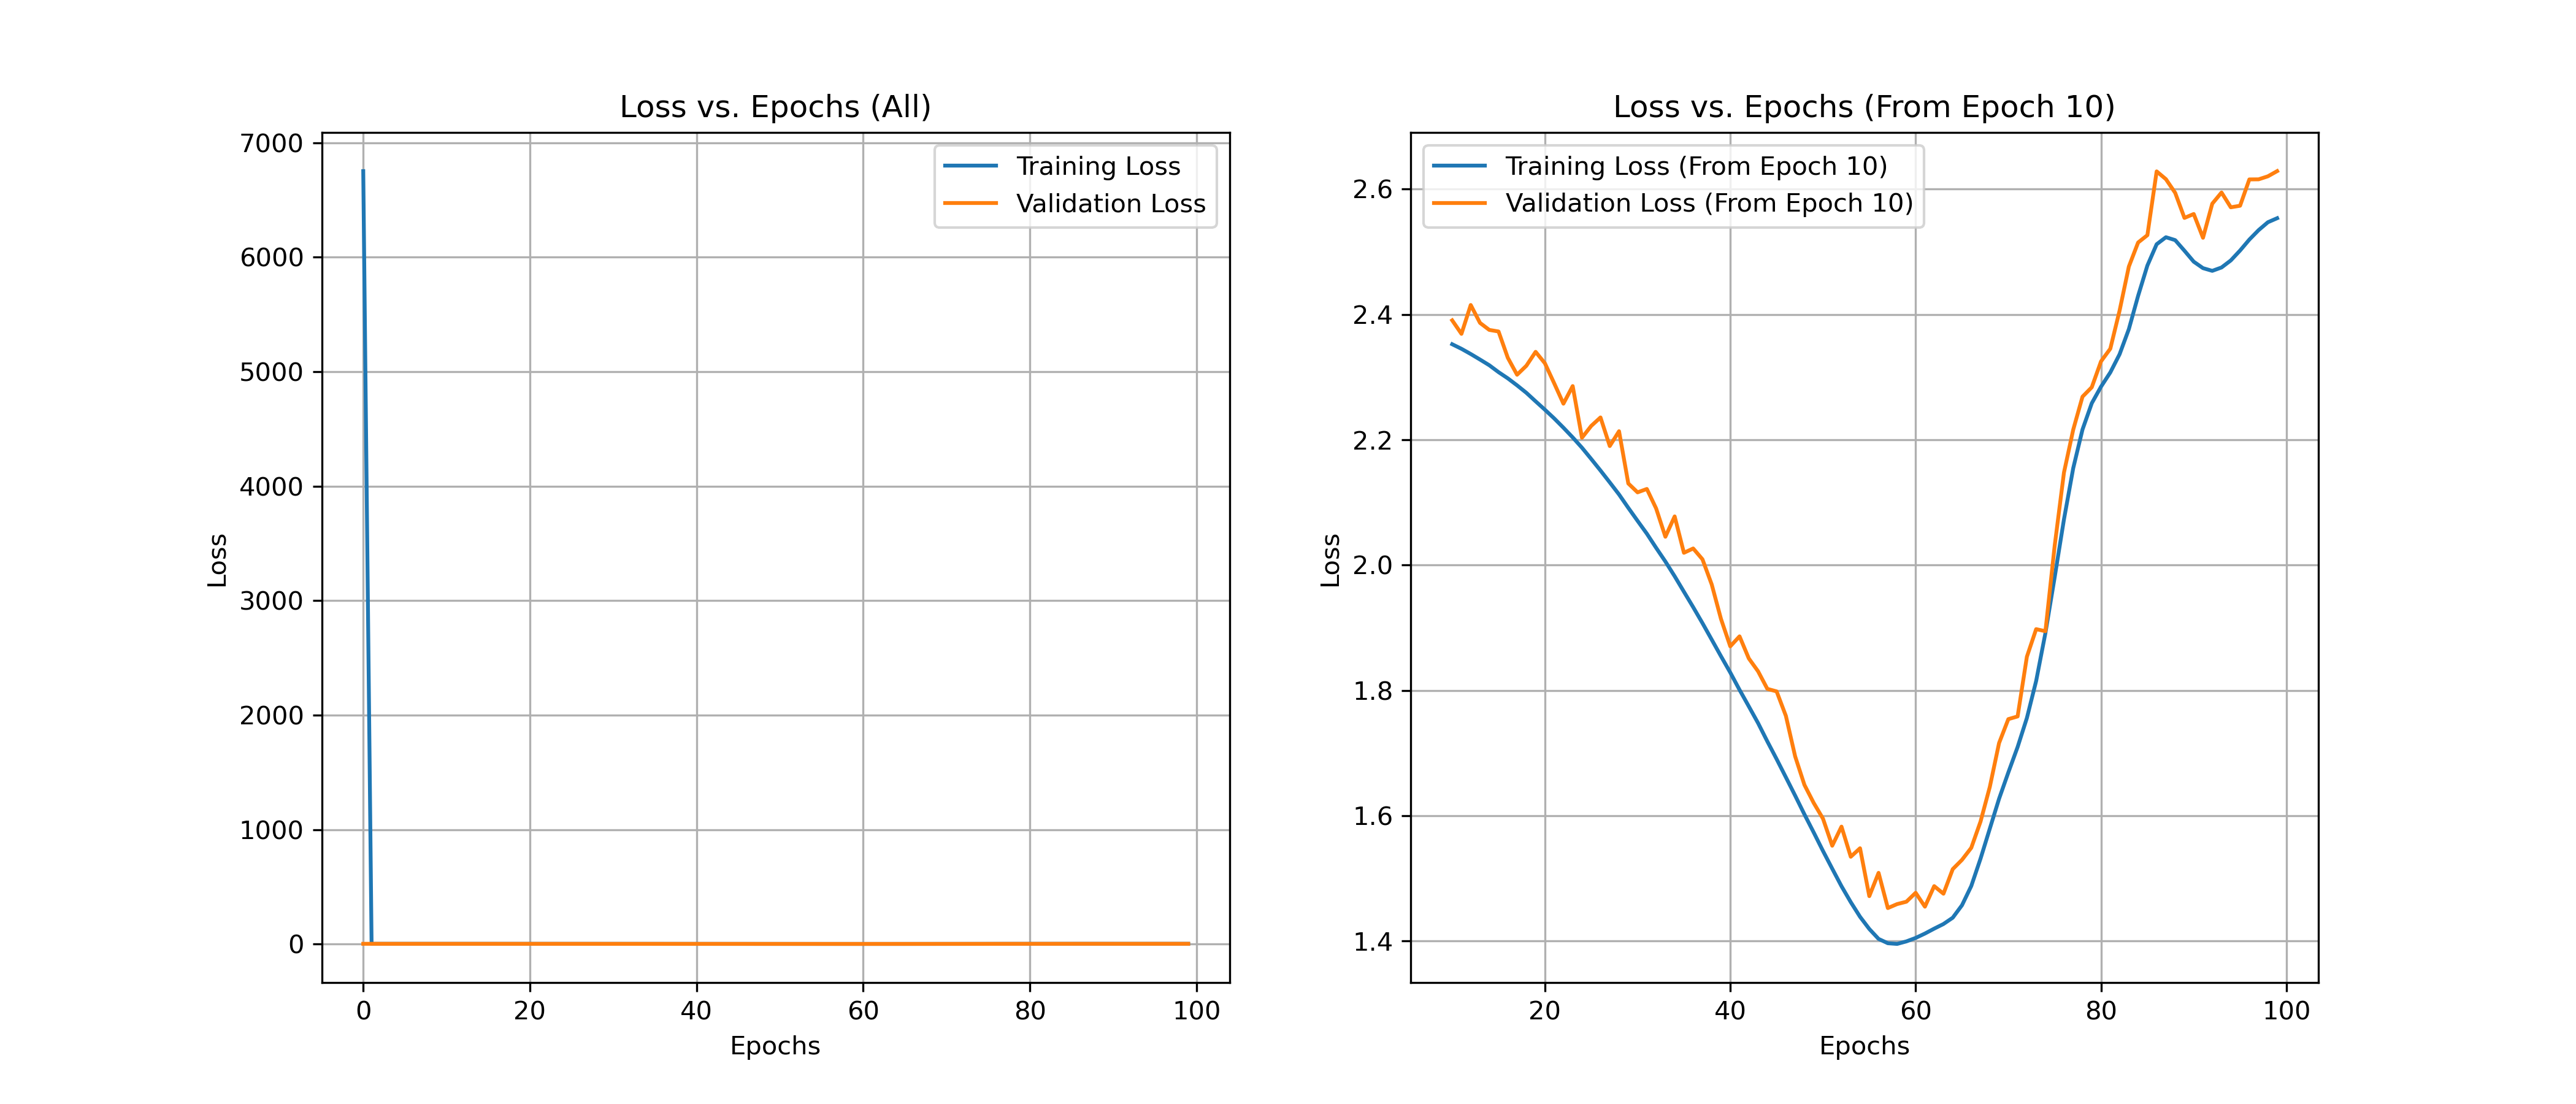 Loss vs. Epochs (All)
7000
6000
5000
4000
3000
2000
1000
0
Loss
Training Loss
Validation Loss
0 20 40 60 80 100
Epochs
Loss vs. Epochs (From Epoch 10)
2.6
2.4
2.2
2.0
1.8
1.6
1.4
Loss
Training Loss (From Epoch 10)
Validation Loss (From Epoch 10)
20 40 60 80 100
Epochs